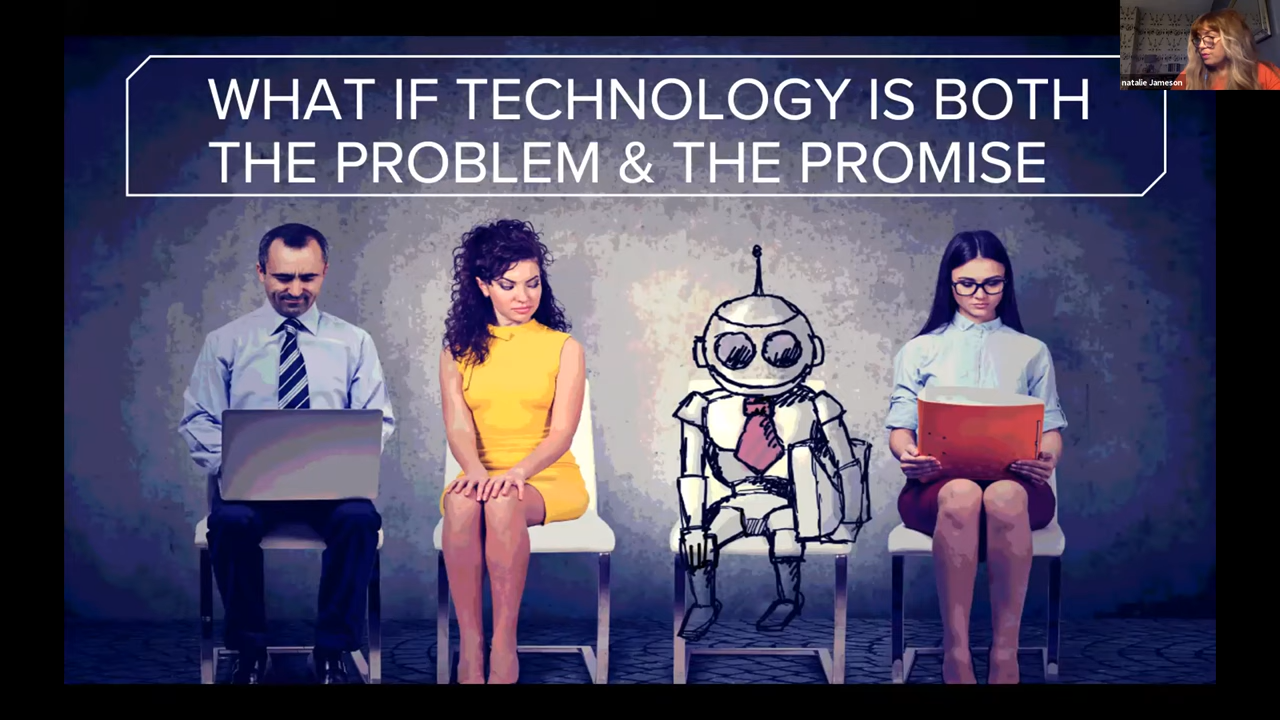 WHAT IF TECHNOLOGY IS BOTH
THE PROBLEM & THE PROMISE
natalie Jameson